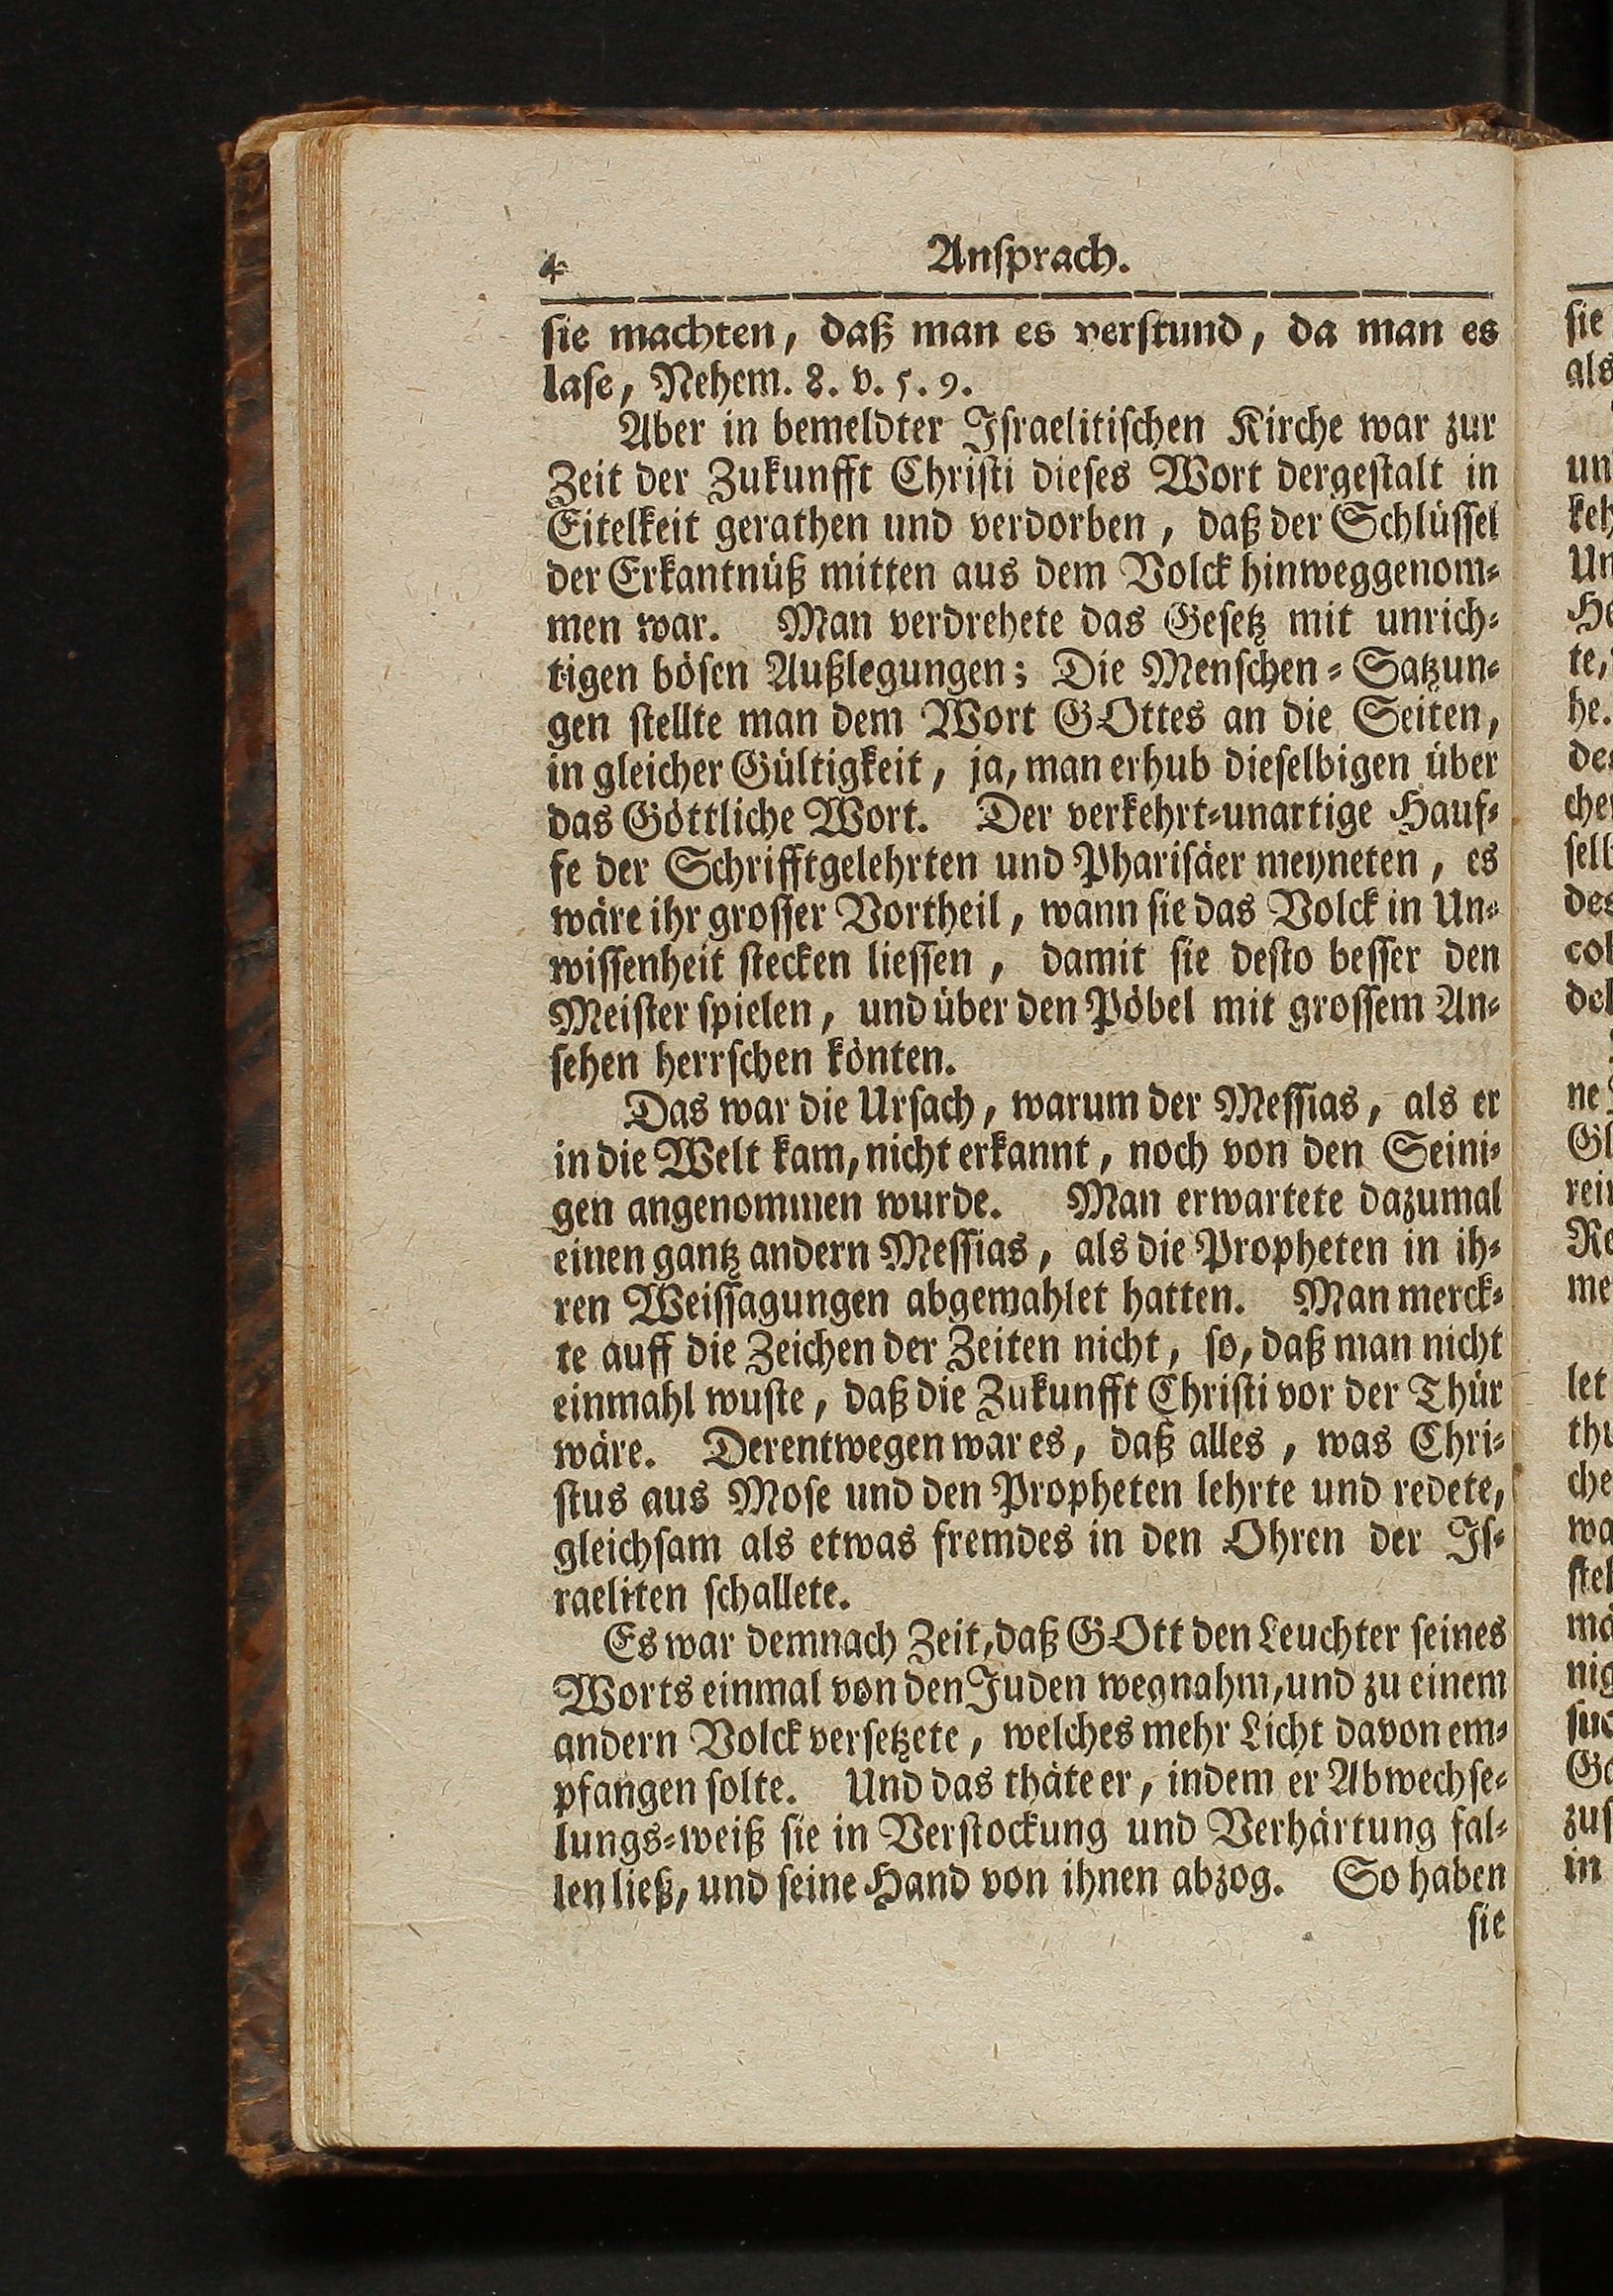 4 Anſprach.
ſie machten, daß man es verſtund, da man es
laſe, Nehem. 8. v. 5. 9.
Aber in bemeldter Iſraelitiſchen Kirche war zur
Zeit der Zukunfft Chriſti dieſes Wort dergeſtalt in
Eitelkeit gerathen und verdorben, daß der Schlüſſel
der Erkantnüß mitten aus dem Volck hinweggenom⸗
men war. Man verdrehete das Geſetz mit unrich⸗
tigen böſen Außlegungen; Die Menſchen⸗Satzun⸗
gen ſtellte man dem Wort GOttes an die Seiten,
in gleicher Gültigkeit, ja, man erhub dieſelbigen über
das Göttliche Wort. Der verkehrt⸗unartige Hauf⸗
fe der Schrifftgelehrten und Phariſäer meyneten, es
wäre ihr groſſer Vortheil, wann ſie das Volck in Un⸗
wiſſenheit ſtecken lieſſen, damit ſie deſto beſſer den
Meiſter ſpielen, und über den Pöbel mit groſſem An⸗
ſehen herrſchen könten.
Das war die Urſach, warum der Meſſias, als er
in die Welt kam, nicht erkannt, noch von den Seini⸗
gen angenommen wurde. Man erwartete dazumal
einen gantz andern Meſſias, als die Propheten in ih⸗
ren Weiſſagungen abgemahlet hatten. Man merck⸗
te auff die Zeichen der Zeiten nicht, ſo, daß man nicht
einmahl wuſte, daß die Zukunfft Chriſti vor der Thür
wäre. Derentwegen war es, daß alles, was Chri⸗
ſtus aus Moſe und den Propheten lehrte und redete,
gleichſam als etwas fremdes in den Ohren der Iſ⸗
raeliten ſchallete.
Es war demnach Zeit, daß GOtt den Leuchter ſeines
Worts einmal von den Juden wegnahm, und zu einem
andern Volck verſetzete, welches mehr Licht davon em⸗
pfangen ſolte. Und das thäte er, indem er Abwechſe⸗
lungs⸗weiß ſie in Verſtockung und Verhärtung fal⸗
len ließ, und ſeine Hand von ihnen abzog. So haben
ſie